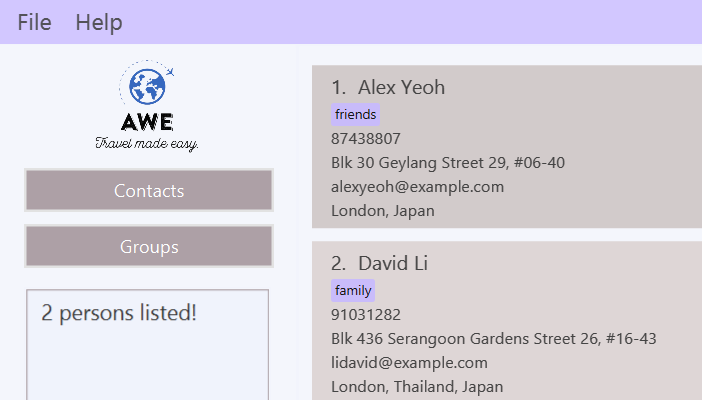 File Help
AWE
Travel made easy.
Contacts
Groups
2 persons listed!
1. Alex Yeoh
friends
87438807
Blk 30 Geylang Street 29, #06-40
alexyeoh@example.com
London, Japan
2. David Li
family
91031282
Blk 436 Serangoon Gardens Street 26, #16-43
lidavid@example.com
London, Thailand, Japan